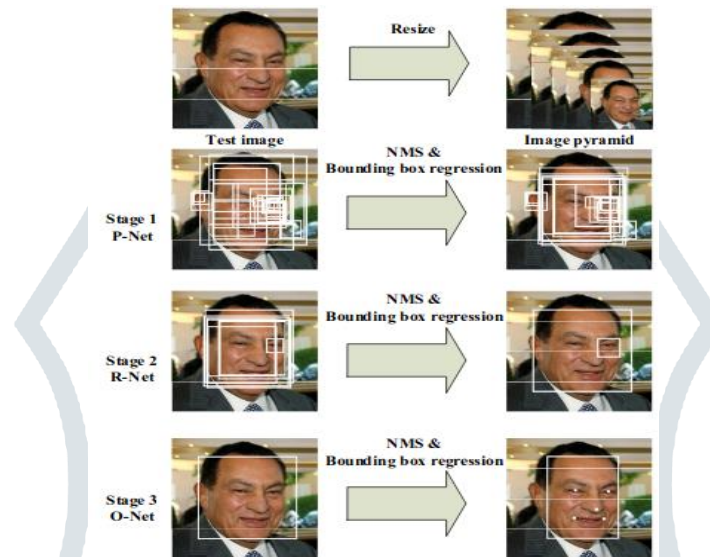 Resize
Test image
Image pyramid
NMS &
Bounding box regression
Stage 1
P-Net
NMS &
Bounding box regression
Stage 2
R-Net
NMS &
Bounding box regression
Stage 3
O-Net